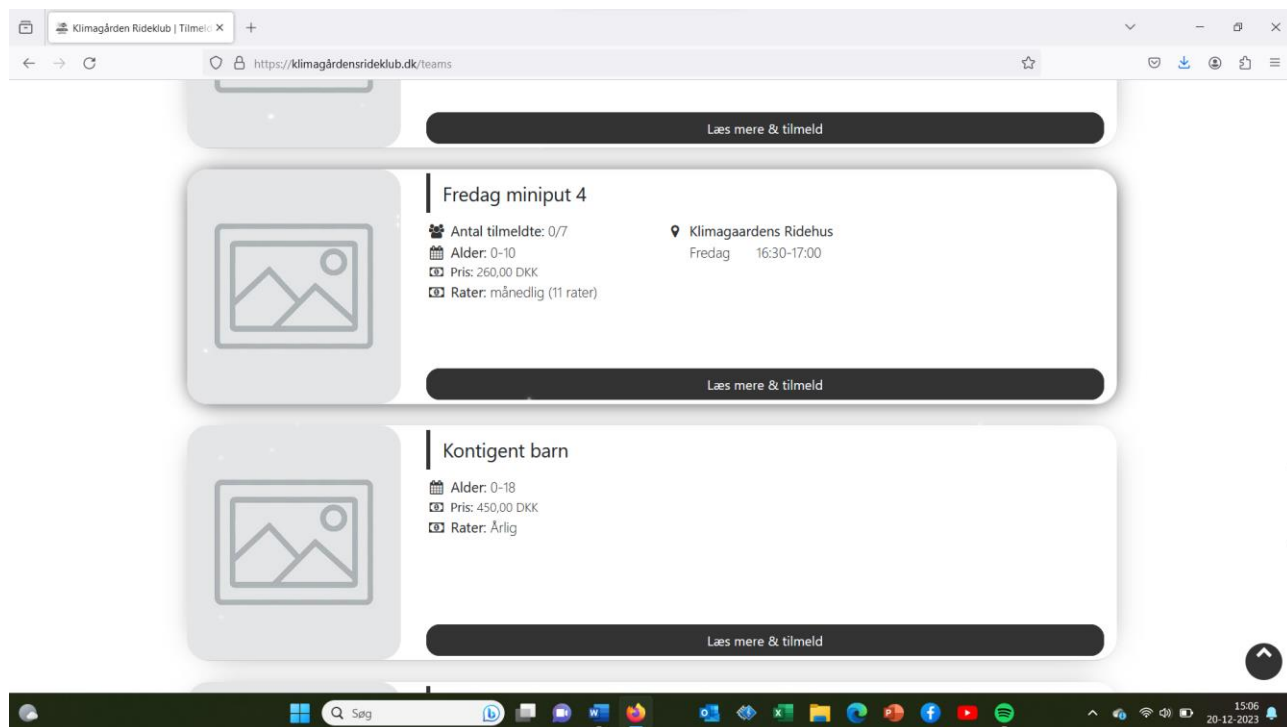 Klimagården Rideklub | Tilmeld
https://klimagårdensrideklub.dk/teams
Læs mere & tilmeld
Fredag miniput 4
Antal tilmeldte: 0/7
Klimagaardens Ridehus
Alder: 0-10
Fredag 16:30-17:00
Pris: 260,00 DKK
Rater: månedlig (11 rater)
Læs mere & tilmeld
Kontigent barn
Alder: 0-18
Pris: 450,00 DKK
Rater: Årlig
Læs mere & tilmeld
Søg
15:06
20-12-2023